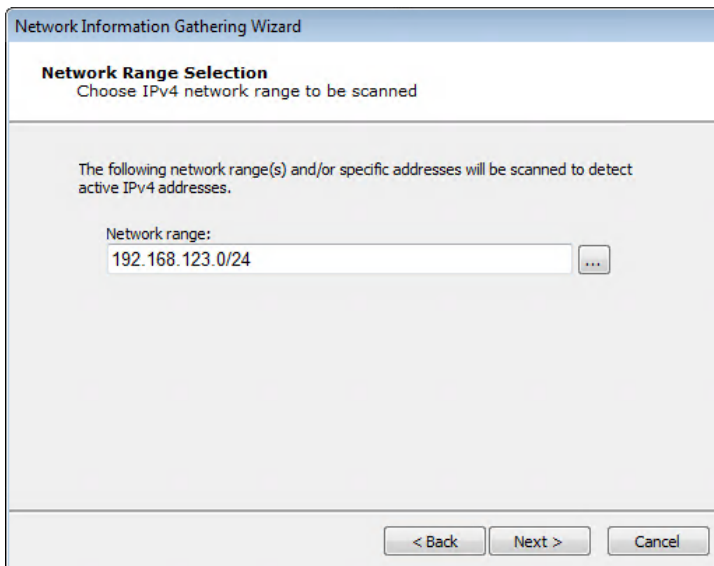 Network Information Gathering Wizard
Network Range Selection
Choose IPv4 network range to be scanned
The following network range(s) and/or specific addresses will be scanned to detect
active IPv4 addresses.
Network range:
192.168.123.0/24
...
< Back Next > Cancel